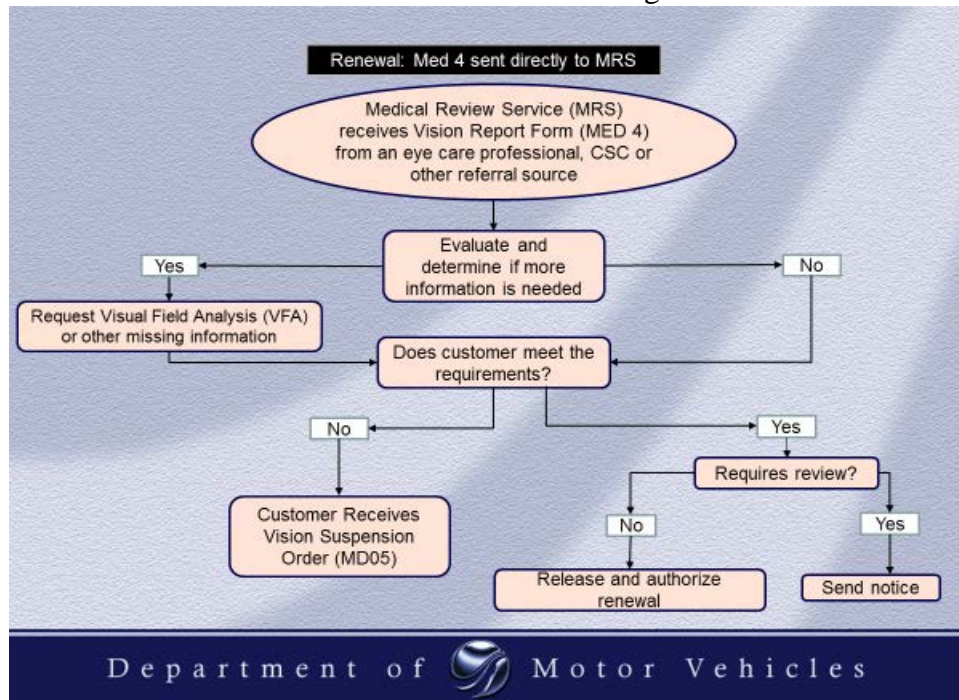 Renewal: Med 4 sent directly to MRS
Medical Review Service (MRS)
receives Vision Report Form (MED 4)
from an eye care professional, CSC or
other referral source
Evaluate and
determine if more
information is needed
Yes
No
Request Visual Field Analysis (VFA)
or other missing information
Does customer meet the
requirements?
No
Yes
Customer Receives
Vision Suspension
Order (MD05)
Requires review?
No
Yes
Release and authorize
renewal
Send notice
Department of Motor Vehicles